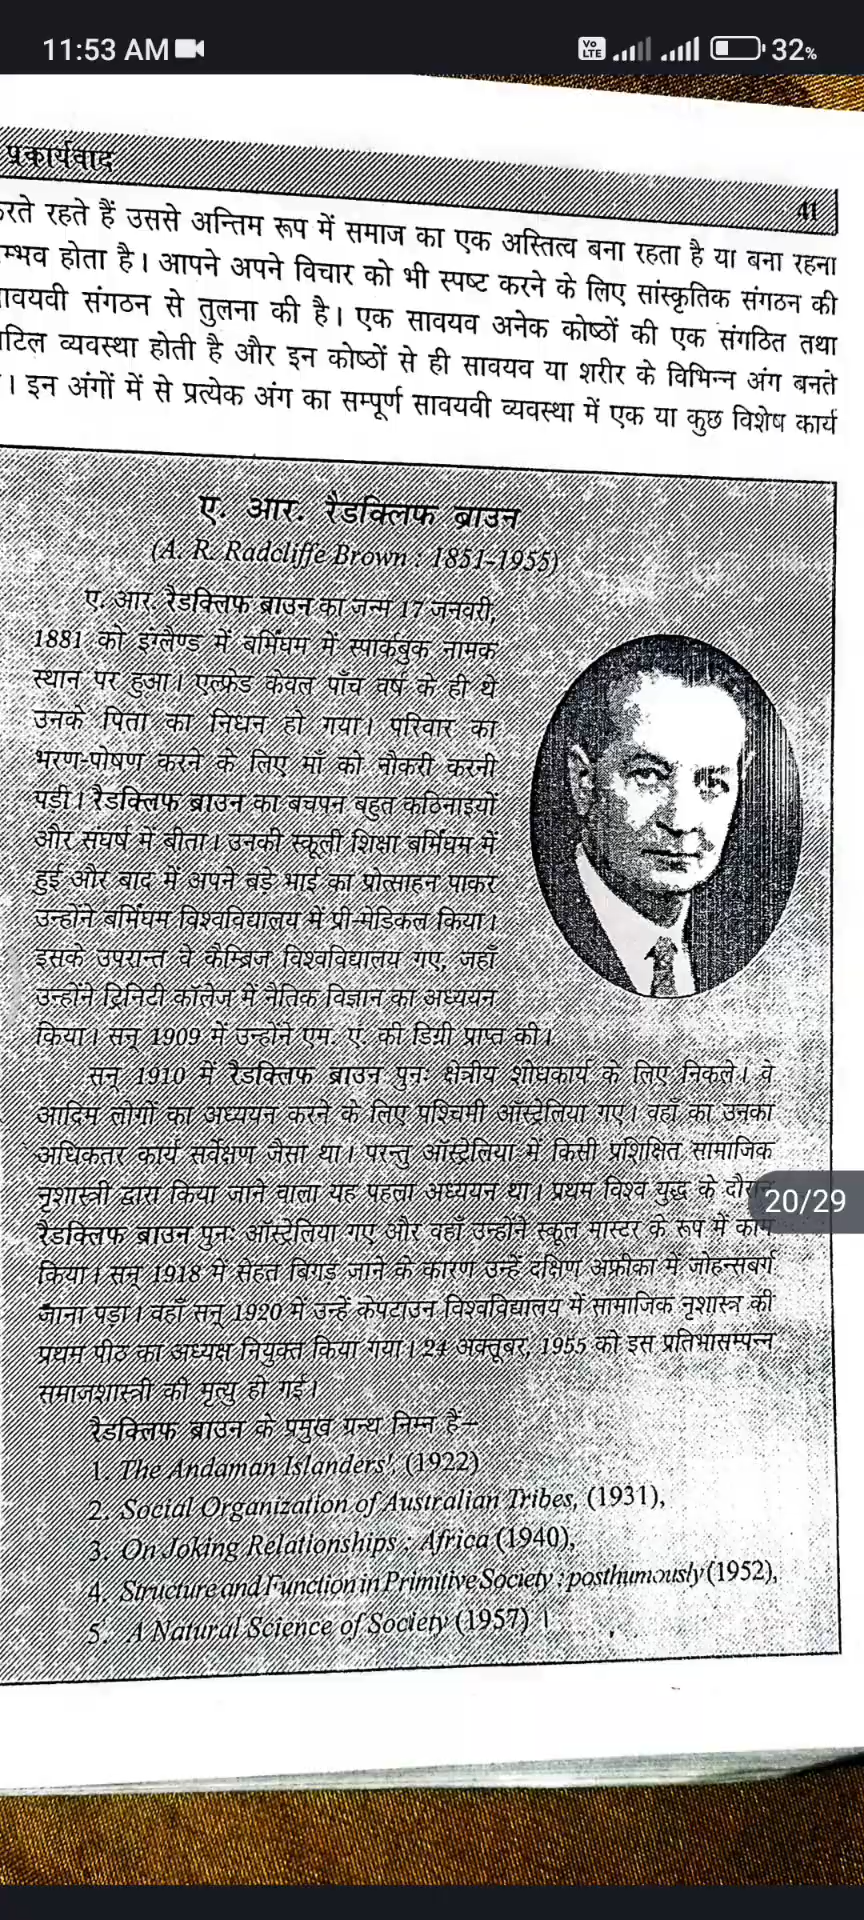 11:53 AM
Vo LTE
32%
प्रकार्यवाद
41
रते रहते हैं उससे अन्तिम रूप में समाज का एक अस्तित्व बना रहता है या बना रहना
म्भव होता है। आपने अपने विचार को भी स्पष्ट करने के लिए सांस्कृतिक संगठन की
ावयवी संगठन से तुलना की है। एक सावयव अनेक कोष्ठों की एक संगठित तथा
टिल व्यवस्था होती है और इन कोष्ठों से ही सावयव या शरीर के विभिन्न अंग बनते
। इन अंगों में से प्रत्येक अंग का सम्पूर्ण सावयवी व्यवस्था में एक या कुछ विशेष कार्य
ए. आर. रैडक्लिफ ब्राउन
(A. R. Radcliffe Brown : 1851-1955)
ए. आर. रैडक्लिफ ब्राउन का जन्म 17 जनवरी,
1881 को इंग्लैण्ड में बर्मिंघम में स्पार्कबुक नामक
स्थान पर हुआ। एल्फ्रेड केवल पाँच वर्ष के ही थे
उनके पिता का निधन हो गया। परिवार का
भरण-पोषण करने के लिए माँ को नौकरी करनी
पड़ी। रैडक्लिफ ब्राउन का बचपन बहुत कठिनाइयों
और संघर्ष में बीता। उनकी स्कूली शिक्षा बर्मिंघम में
हुई और बाद में अपने बड़े भाई का प्रोत्साहन पाकर
उन्होंने बर्मिंघम विश्वविद्यालय में प्री-मेडिकल किया।
इसके उपरान्त वे कैम्ब्रिज विश्वविद्यालय गए, जहाँ
उन्होंने ट्रिनिटी कॉलेज में नैतिक विज्ञान का अध्ययन
किया। सन् 1909 में उन्होंने एम. ए. की डिग्री प्राप्त की।
सन् 1910 में रैडक्लिफ ब्राउन पुनः क्षेत्रीय शोधकार्य के लिए निकले। वे
आदिम लोगों का अध्ययन करने के लिए पश्चिमी ऑस्ट्रेलिया गए। वहाँ का उनका
अधिकतर कार्य सर्वेक्षण जैसा था। परन्तु ऑस्ट्रेलिया में किसी प्रशिक्षित सामाजिक
नृशास्त्री द्वारा किया जाने वाला यह पहला अध्ययन था। प्रथम विश्व युद्ध के दौरान
20/29
रैडक्लिफ ब्राउन पुनः ऑस्ट्रेलिया गए और वहाँ उन्होंने स्कूल मास्टर के रूप में काम
किया। सन् 1918 में सेहत बिगड़ जाने के कारण उन्हें दक्षिण अफ्रीका में जोहन्सबर्ग
जाना पड़ा। वहाँ सन् 1920 में उन्हें केपटाउन विश्वविद्यालय में सामाजिक नृशास्त्र की
प्रथम पीठ का अध्यक्ष नियुक्त किया गया। 24 अक्तूबर, 1955 को इस प्रतिभासम्पन्न
समाजशास्त्री की मृत्यु हो गई।
रैडक्लिफ ब्राउन के प्रमुख ग्रन्थ निम्न हैं—
1. The Andaman Islanders', (1922)
2. Social Organization of Australian Tribes, (1931),
3. On Joking Relationships : Africa (1940),
4. Structure and Function in Primitive Society : posthumously (1952),
5. A Natural Science of Society (1957) ।